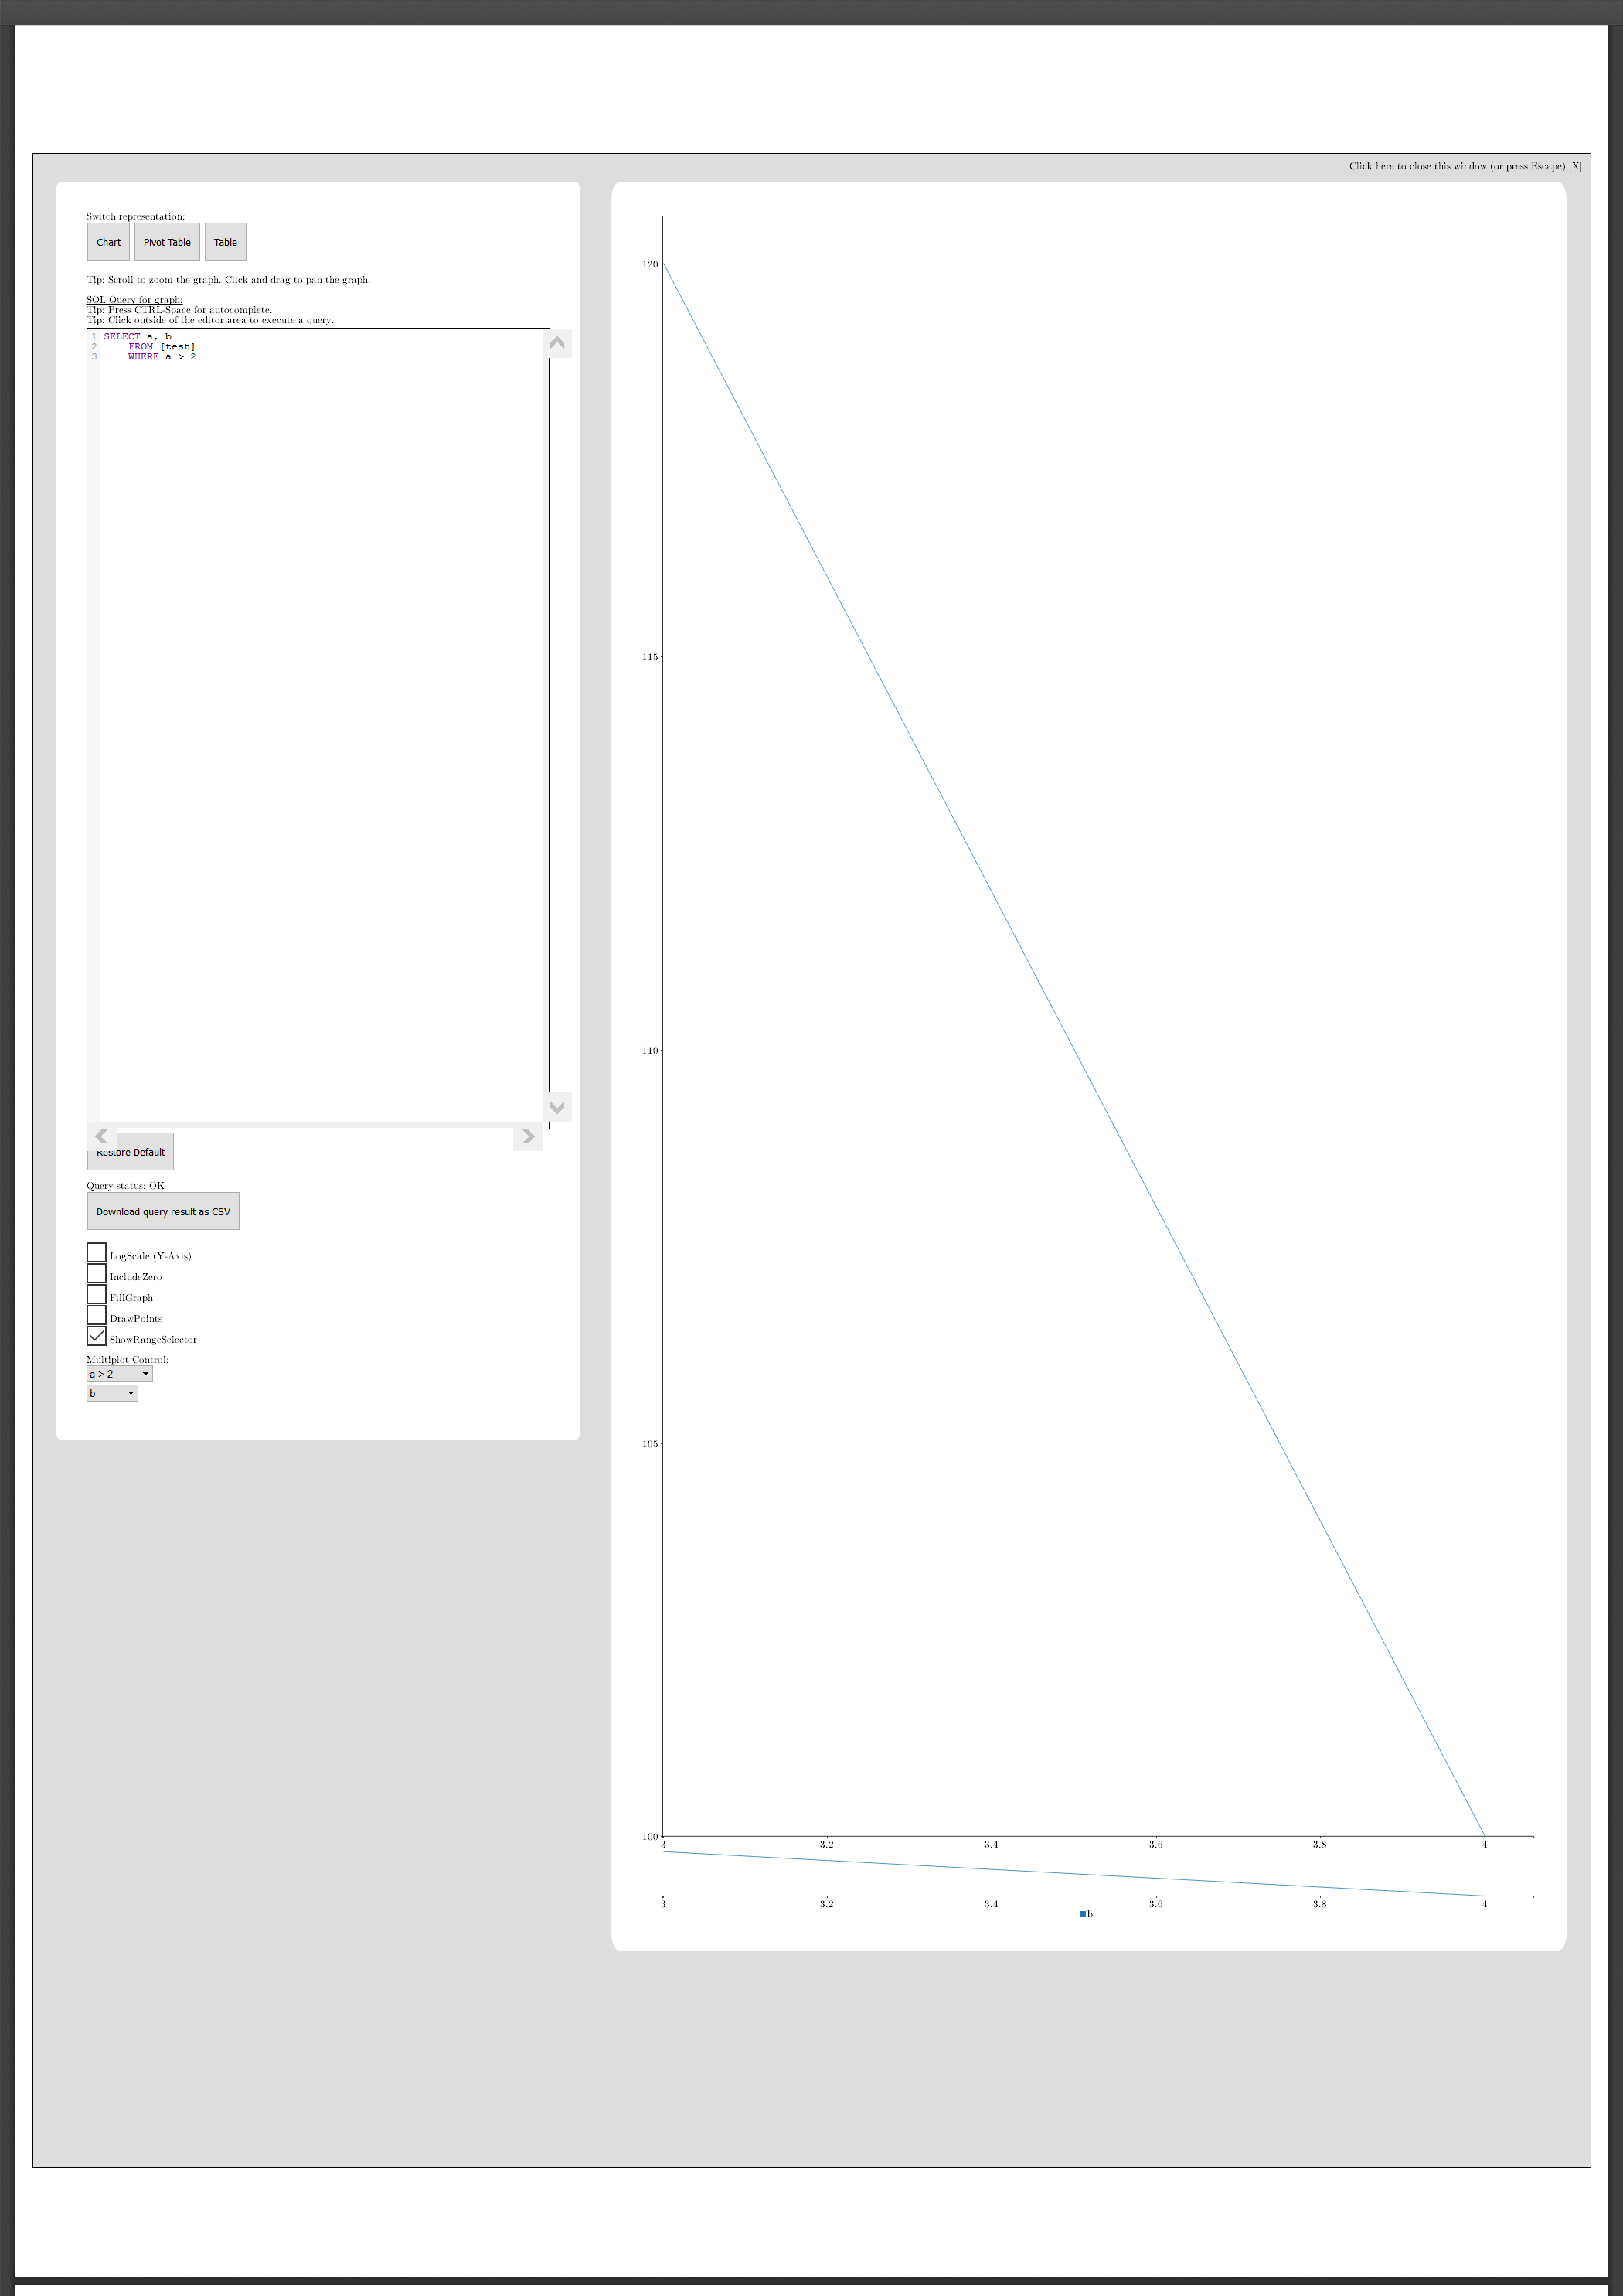 Click here to close this window (or press Escape) [X]
Switch representation:
Chart Pivot Table Table
Tip: Scroll to zoom the graph. Click and drag to pan the graph.
SQL Query for graph:
Tip: Press CTRL-Space for autocomplete.
Tip: Click outside of the editor area to execute a query.
1 SELECT a, b
2 FROM [test]
3 WHERE a > 2
Restore Default
Query status: OK
Download query result as CSV
LogScale (Y-Axis)
IncludeZero
FillGraph
DrawPoints
ShowRangeSelector
Multiplot Control:
a > 2
b
120
115
110
105
100
3 3.2 3.4 3.6 3.8 4
3 3.2 3.4 3.6 3.8 4
b